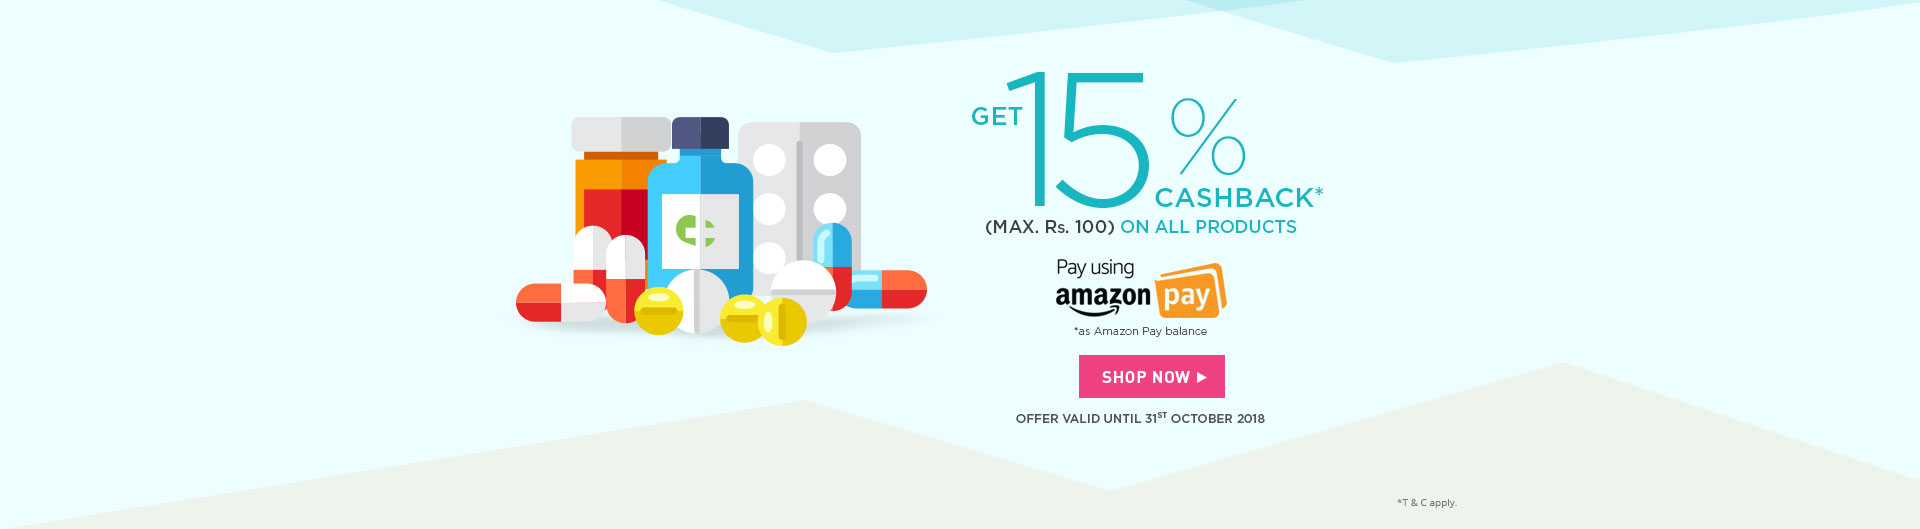 GET 15%
CASHBACK*
(MAX. Rs. 100) ON ALL PRODUCTS
Pay using
amazon pay
*as Amazon Pay balance
SHOP NOW ▶
OFFER VALID UNTIL 31ST OCTOBER 2018
*T & C apply.